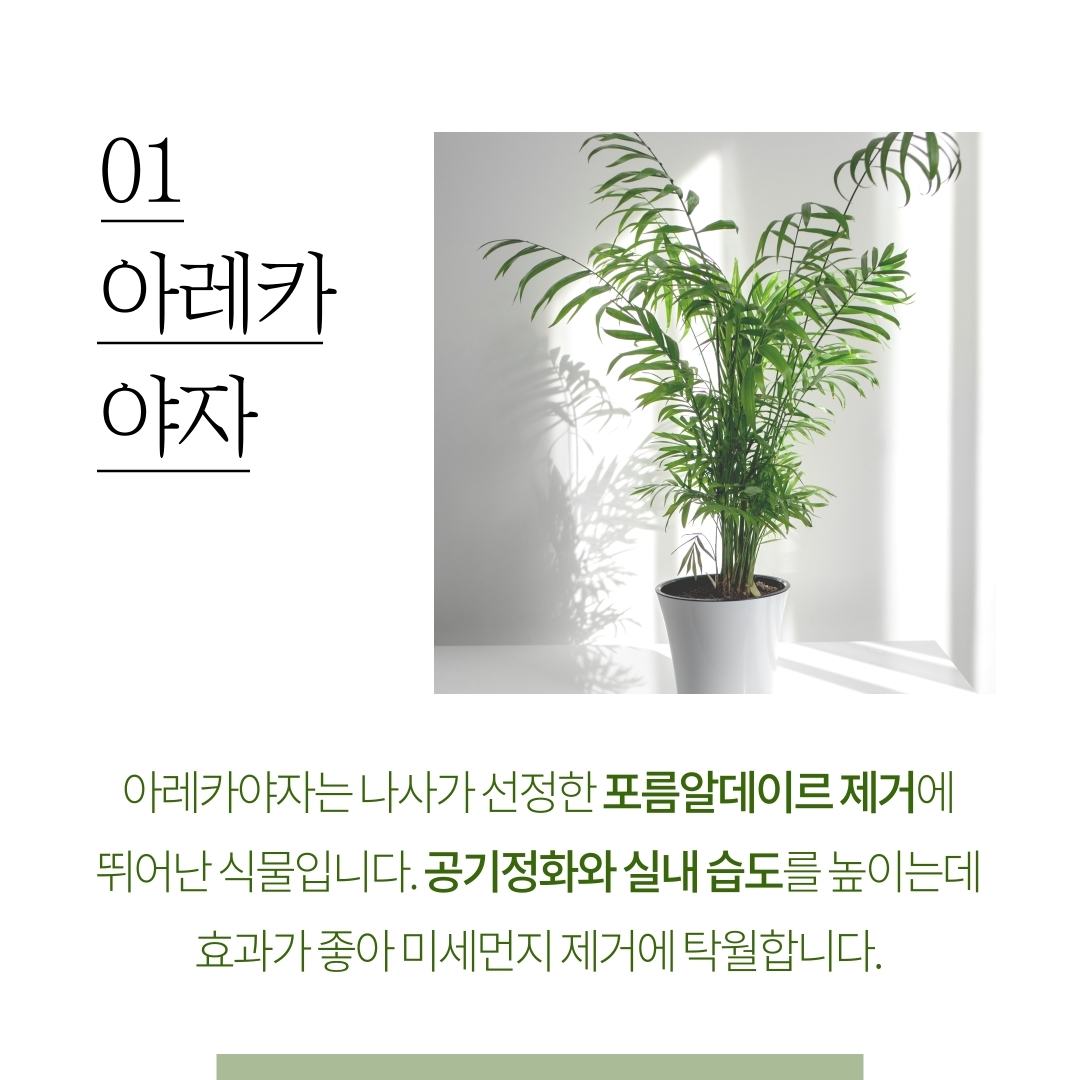 01
아레카
야자
아레카야자는 나사가 선정한 포름알데이르 제거에
뛰어난 식물입니다. 공기정화와 실내 습도를 높이는데
효과가 좋아 미세먼지 제거에 탁월합니다.